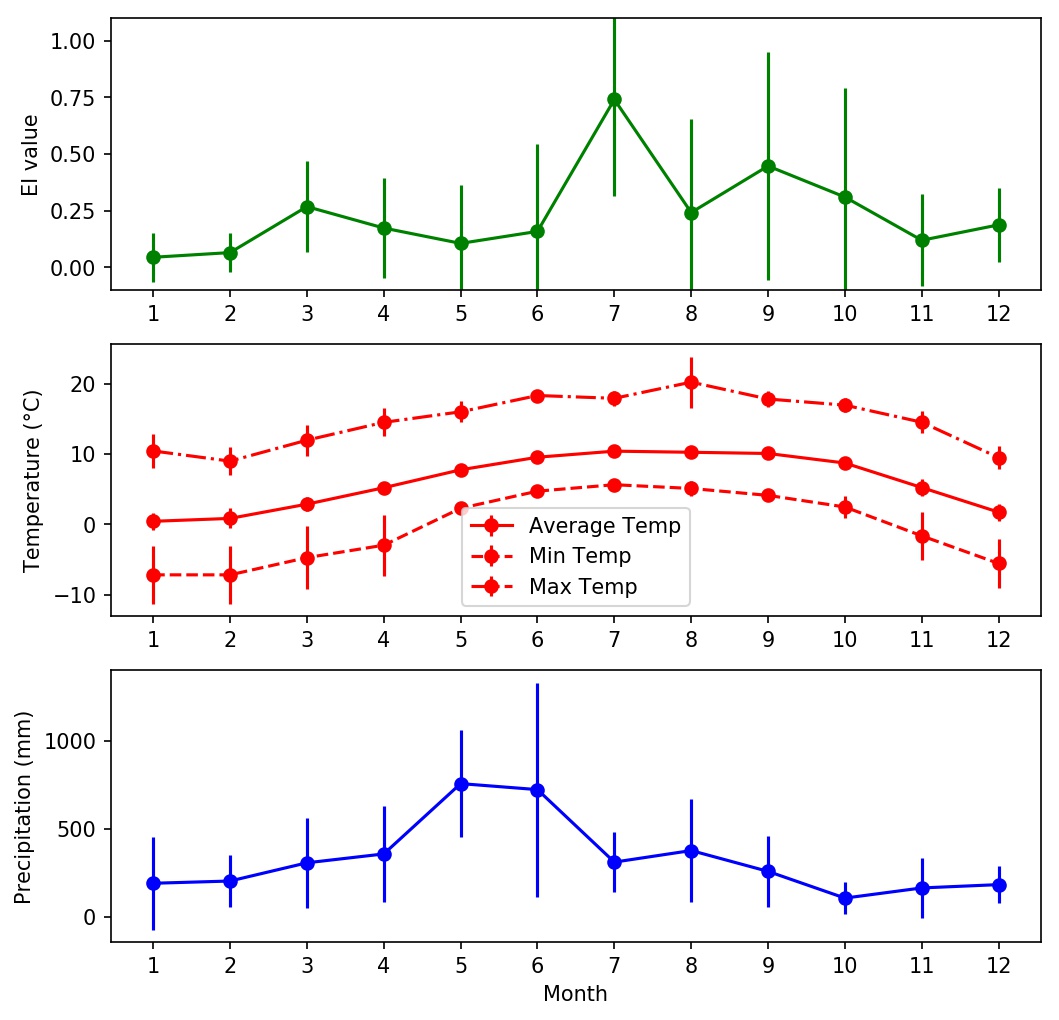 1.00
0.75
0.50
0.25
0.00
EI value
1 2 3 4 5 6 7 8 9 10 11 12
20
10
0
−10
Temperature (°C)
Average Temp
Min Temp
Max Temp
1 2 3 4 5 6 7 8 9 10 11 12
1000
500
0
Precipitation (mm)
1 2 3 4 5 6 7 8 9 10 11 12
Month